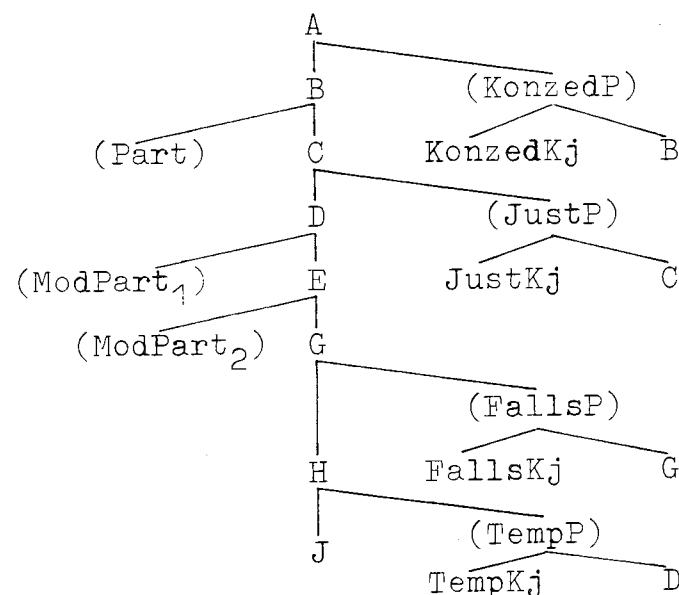 A
B (KonzedP)
(Part) C KonzedKj B
D (JustP)
(ModPart₁) E JustKj C
(ModPart₂) G
(FallsP)
H FallsKj G
J (TempP)
TempKj D